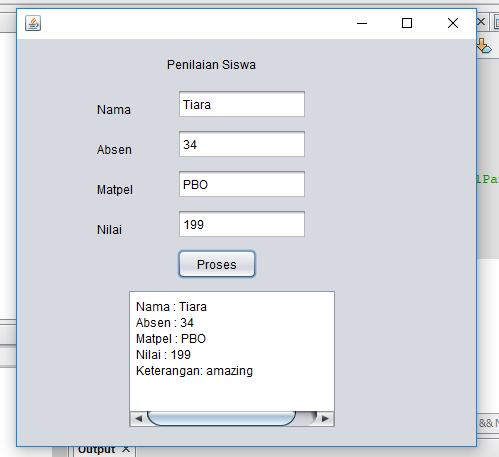 Penilaian Siswa
Nama Tiara
Absen 34
Matpel PBO
Nilai 199
Proses
Nama : Tiara
Absen : 34
Matpel : PBO
Nilai : 199
Keterangan: amazing
lPa
&& N
Output